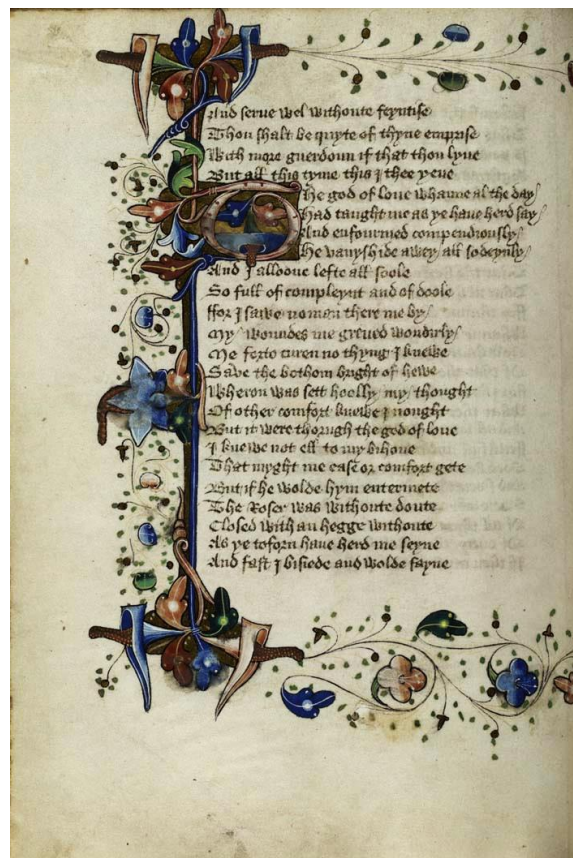 And serue wel withoute feyntise
Thou shalt be quyte of thyne emprise
With more guerdoun if that thou lyue
But all this tyme this I thee yeue
The god of loue whanne al the day
Had taught me as ye haue herd say
And enfourmed compendiously
He vanyshide awey all sodeynly
And I alloone lefte all soole
So full of compleynt and of doole
ffor I sawe no man there me by
My woundes me greued wondirly
Me forto curen no thyng I knewe
Saue the bothom bright of hewe
Wheron was sett hoolly my thought
Of other comfort knewe I nought
But it were thorugh the god of loue
I knewe not ell to my bihoue
That myght me ease or comfort gete
But if he wolde hym entermete
The Roser was withoute doute
Closed with an hegge withoute
As ye toforn haue herd me seyne
And fast I bisiede and wolde fayne